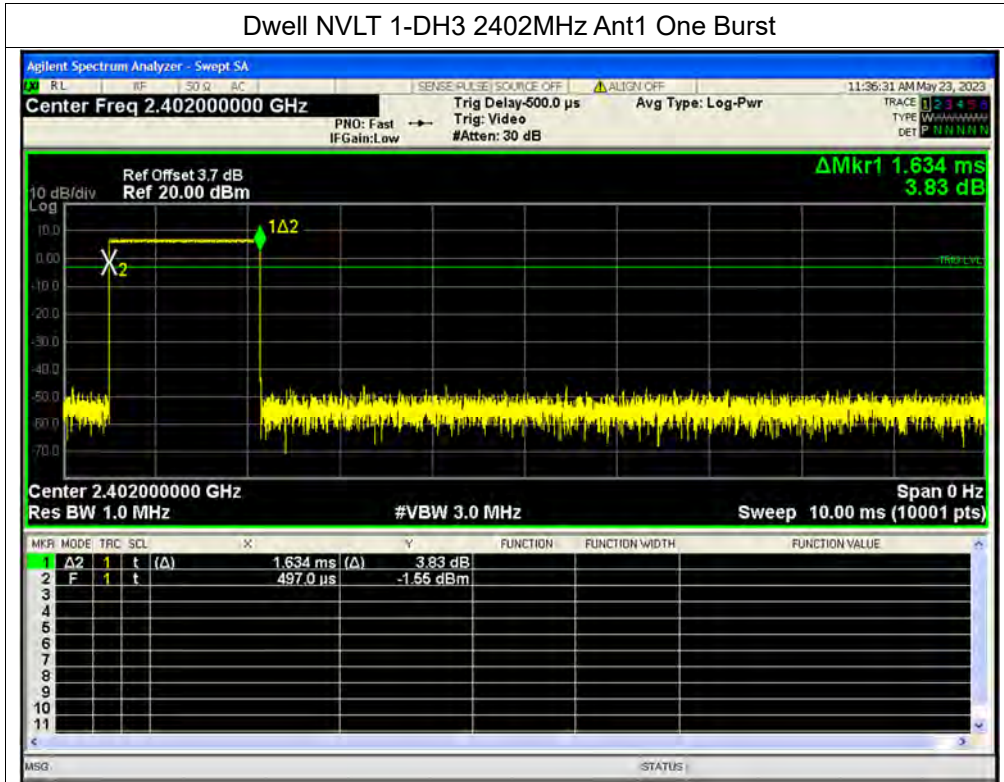 Dwell NVLT 1-DH3 2402MHz Ant1 One Burst
Agilent Spectrum Analyzer - Swept SA
LXI RL RF 50 Ω AC SENSE:PULSE SOURCE OFF ALIGN OFF 11:36:31 AM May 23, 2023
Center Freq 2.402000000 GHz
Trig Delay-500.0 µs Avg Type: Log-Pwr
TRACE 1 2 3 4 5 6
PNO: Fast Trig: Video
TYPE W
IFGain:Low #Atten: 30 dB
DET P N N N N N
ΔMkr1 1.634 ms
3.83 dB
Ref Offset 3.7 dB
10 dB/div Ref 20.00 dBm
Log
10.0
1Δ2
0.00
2
TRIG LVL
-10.0
-20.0
-30.0
-40.0
-50.0
-60.0
-70.0
Center 2.402000000 GHz Span 0 Hz
Res BW 1.0 MHz #VBW 3.0 MHz Sweep 10.00 ms (10001 pts)
MKR MODE TRC SCL X Y FUNCTION FUNCTION WIDTH FUNCTION VALUE
1 Δ2 1 t (Δ) 1.634 ms (Δ) 3.83 dB
2 F 1 t 497.0 µs -1.55 dBm
3
4
5
6
7
8
9
10
11
MSG STATUS